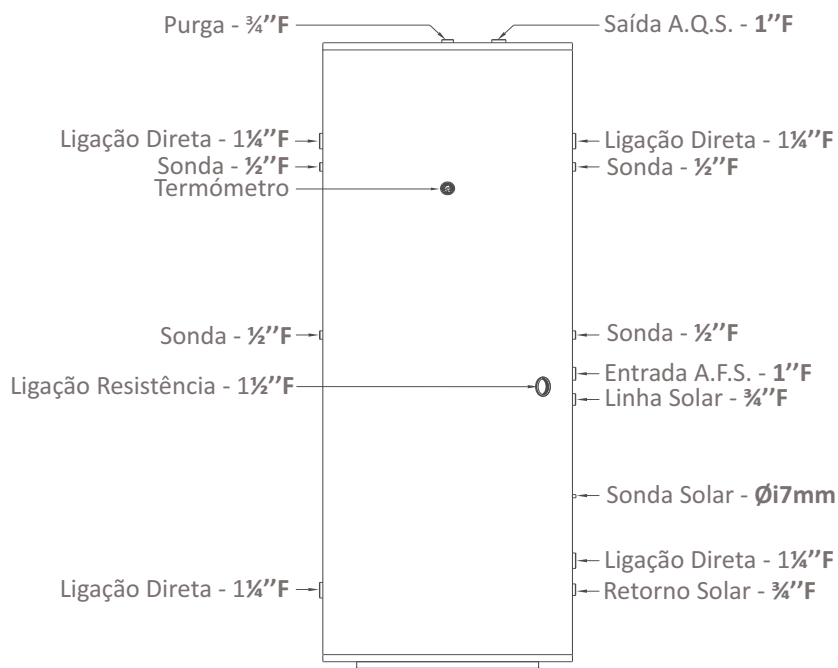 Purga - ¾’’F
Saída A.Q.S. - 1’’F
Ligação Direta - 1¼’’F
Ligação Direta - 1¼’’F
Sonda - ½’’F
Sonda - ½’’F
Termómetro
Sonda - ½’’F
Sonda - ½’’F
Entrada A.F.S. - 1’’F
Ligação Resistência - 1½’’F
Linha Solar - ¾’’F
Sonda Solar - Øi7mm
Ligação Direta - 1¼’’F
Ligação Direta - 1¼’’F
Retorno Solar - ¾’’F